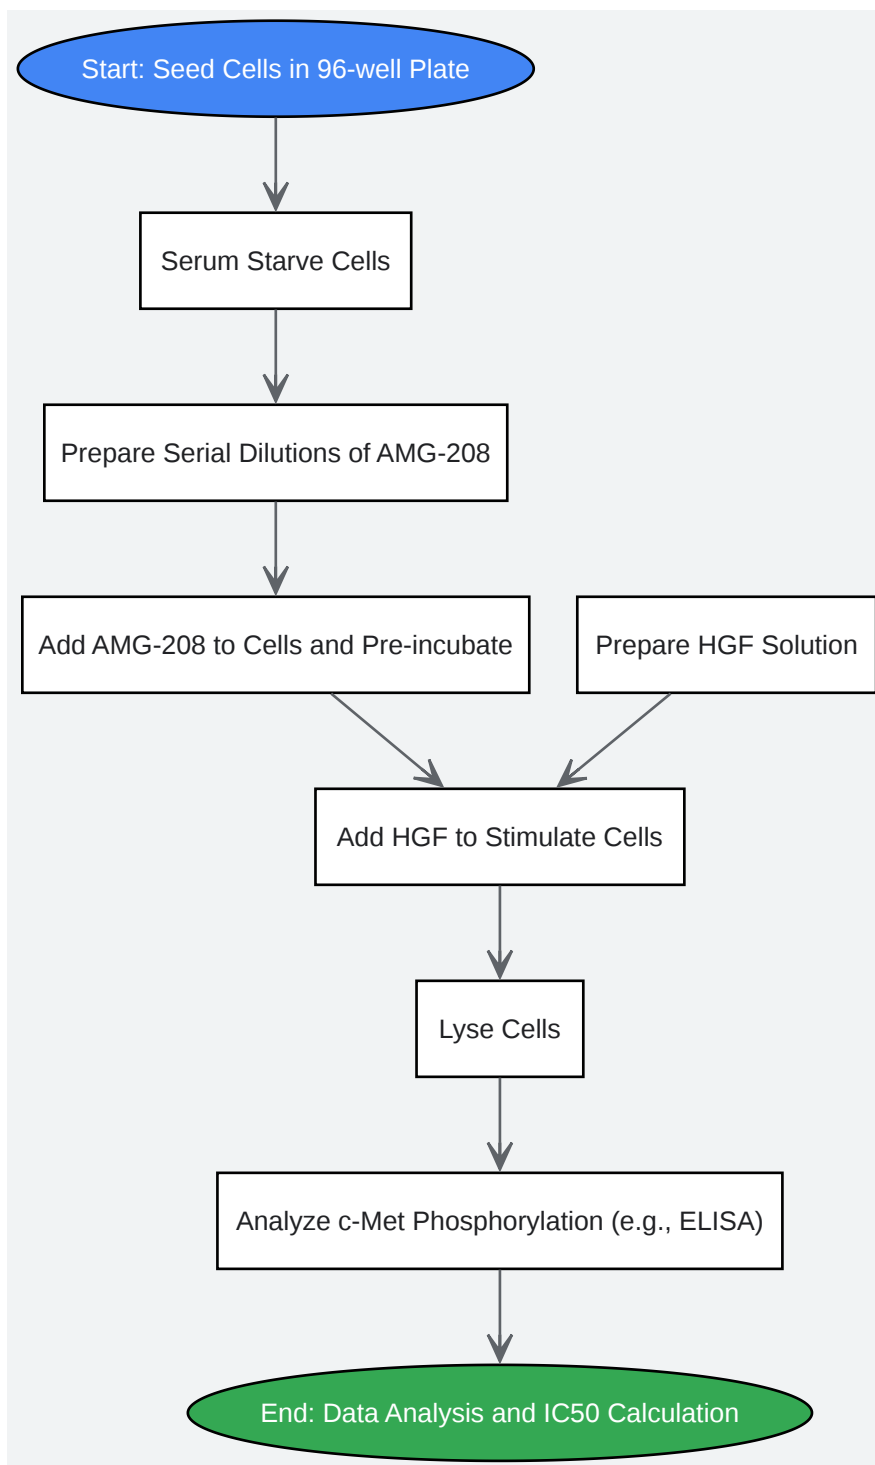 Start: Seed Cells in 96-well Plate
Serum Starve Cells
Prepare Serial Dilutions of AMG-208
Add AMG-208 to Cells and Pre-incubate
Prepare HGF Solution
Add HGF to Stimulate Cells
Lyse Cells
Analyze c-Met Phosphorylation (e.g., ELISA)
End: Data Analysis and IC50 Calculation